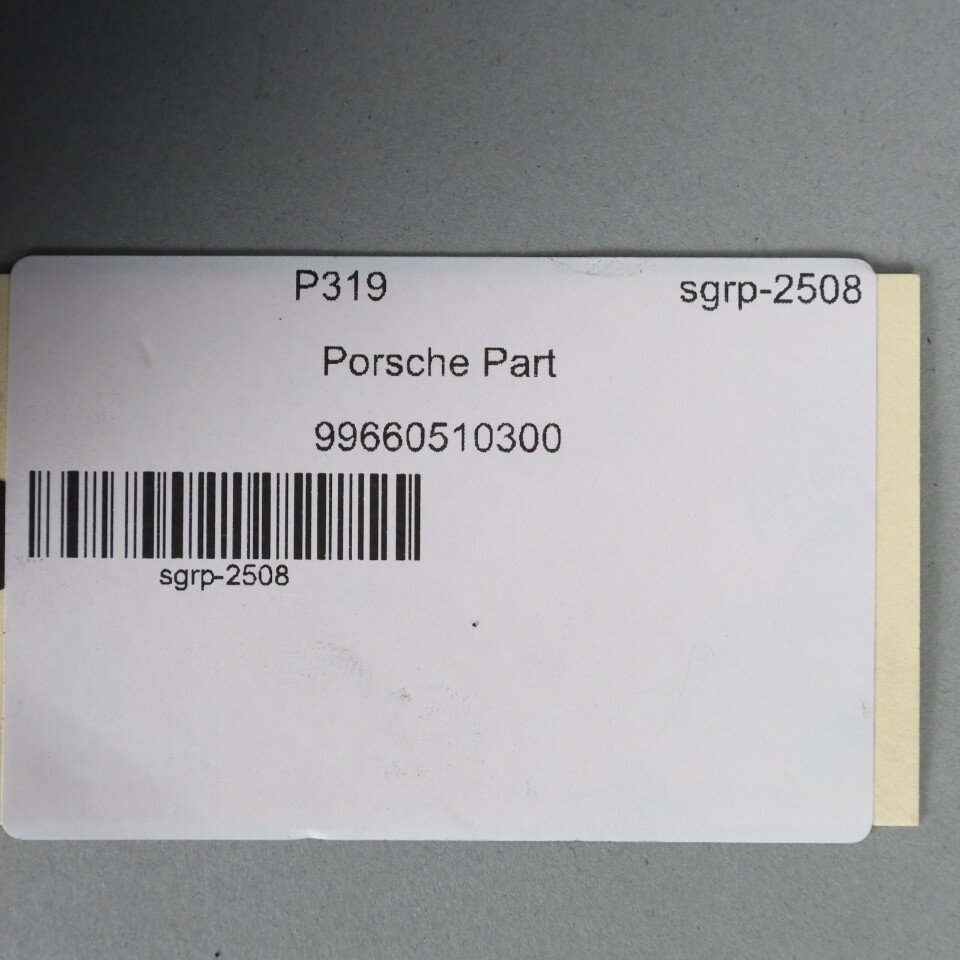 P319 sgrp-2508
Porsche Part
99660510300
sgrp-2508